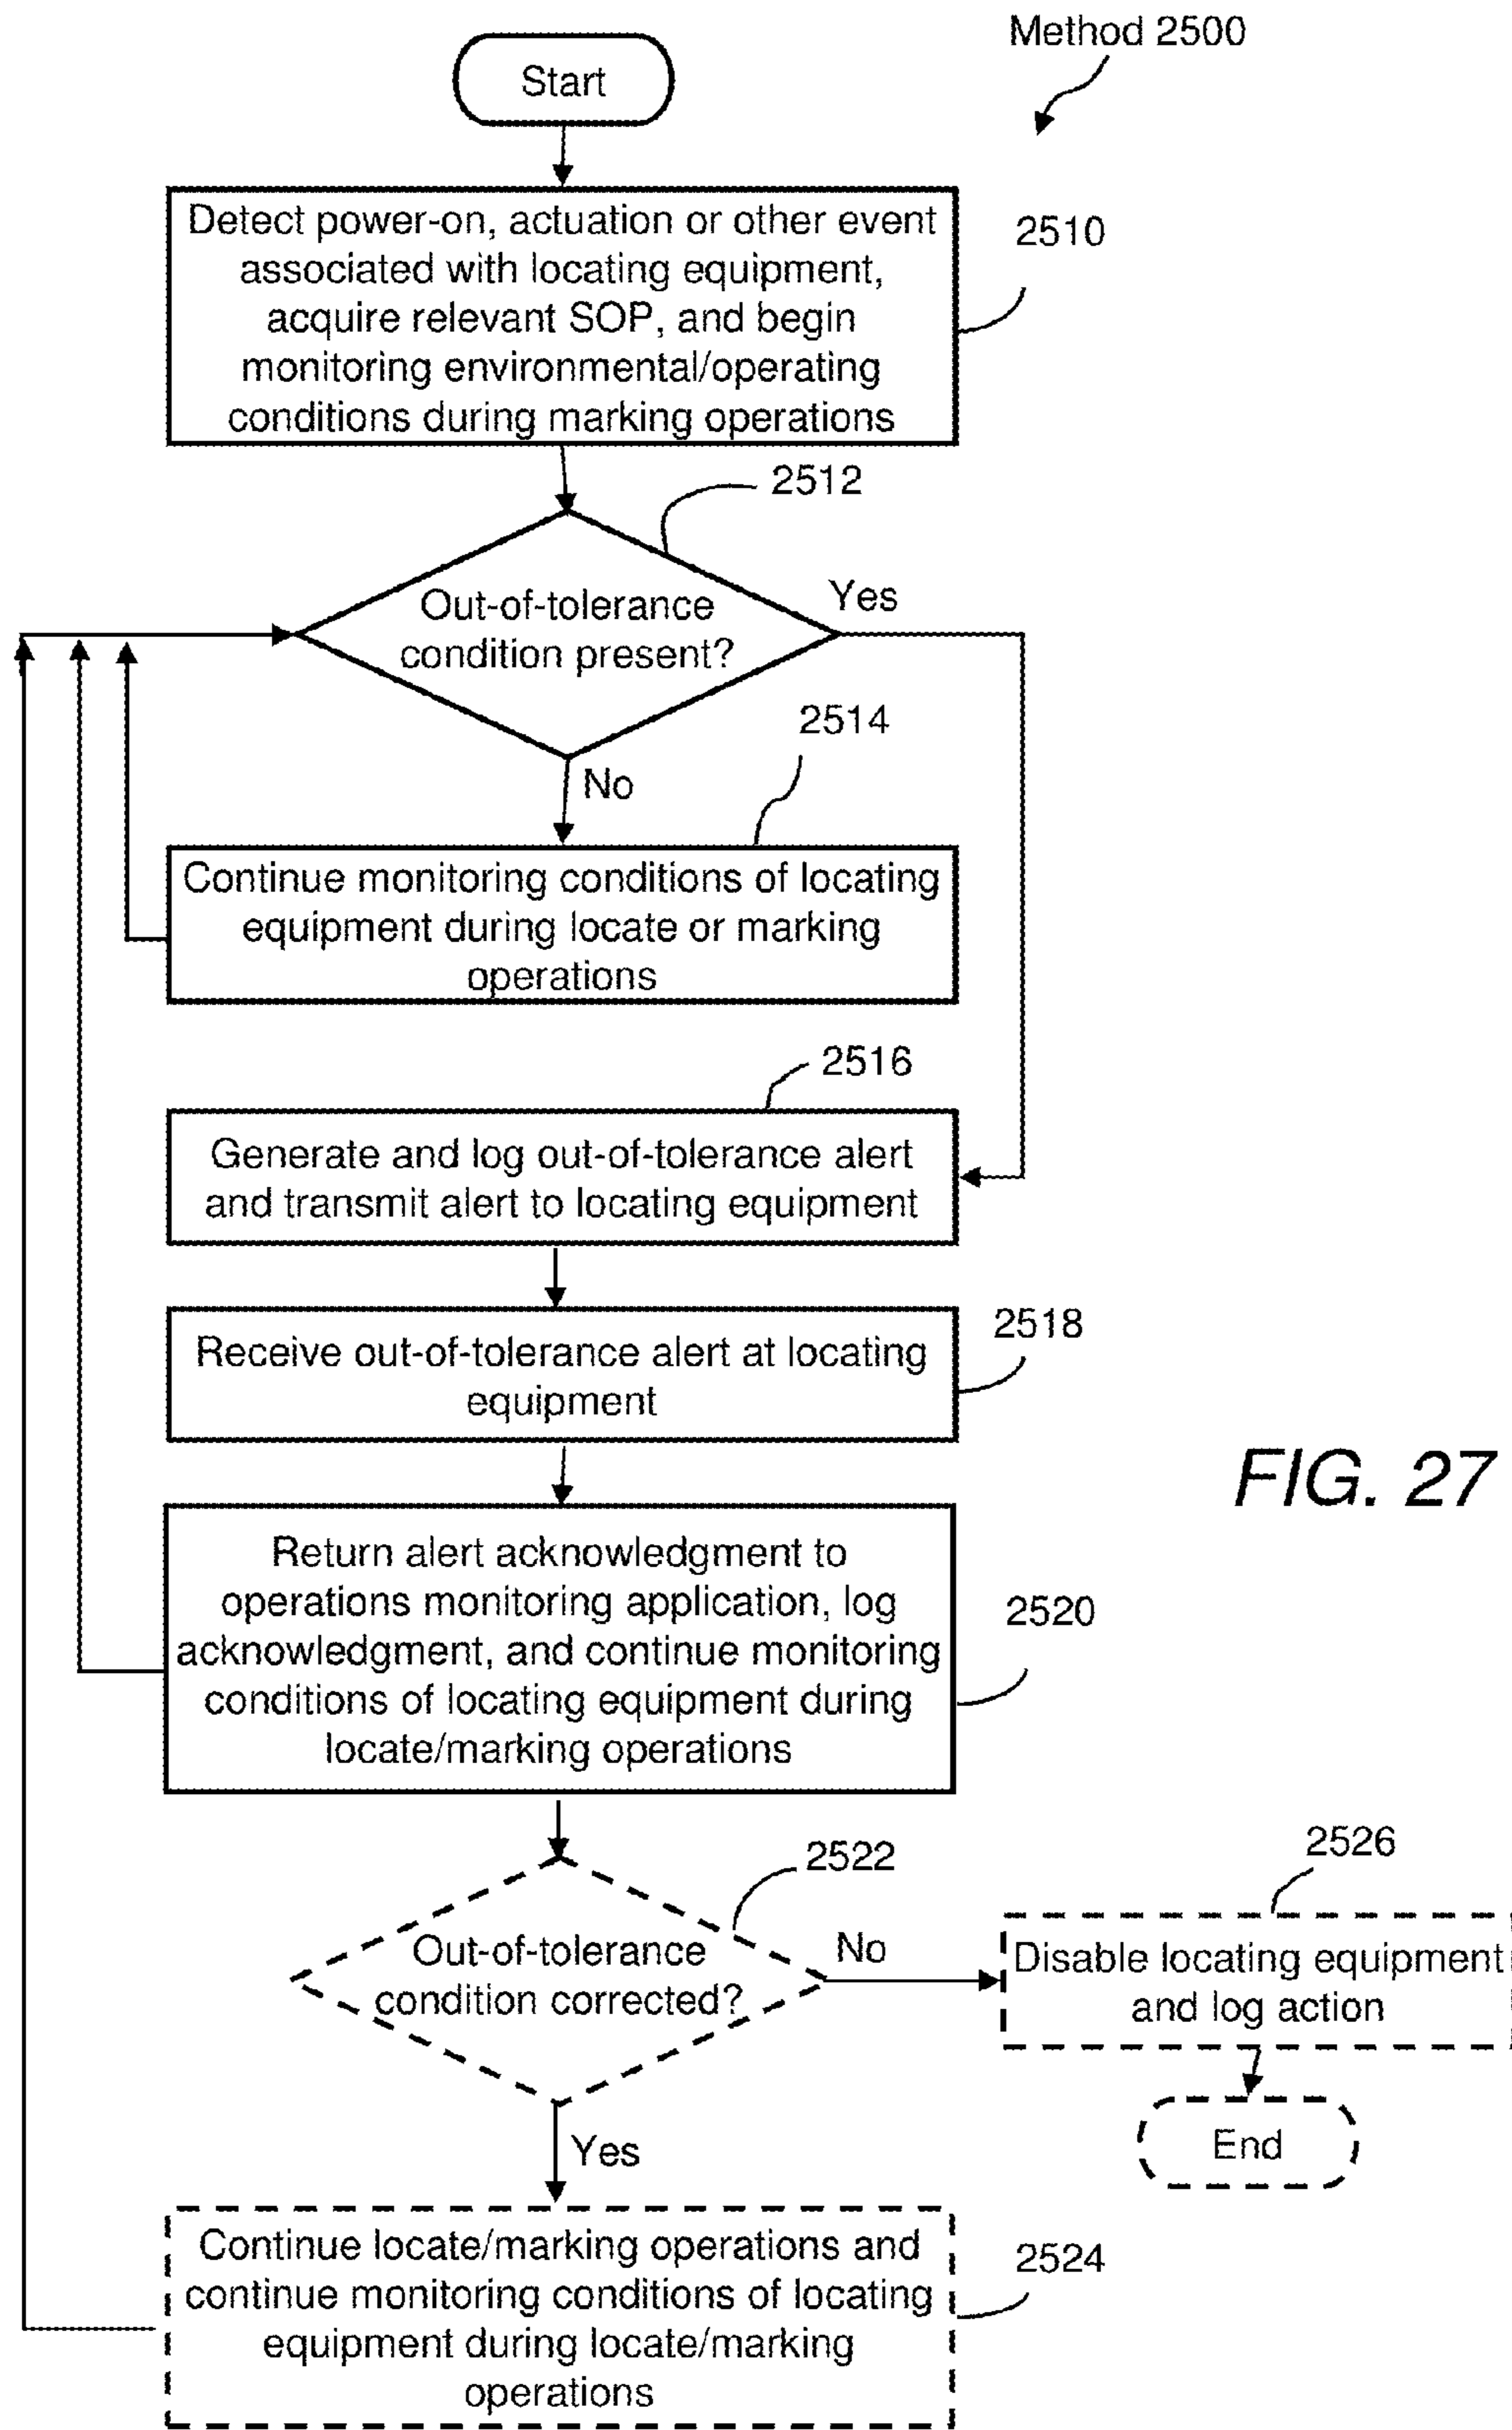 Method 2500
Start
Detect power-on, actuation or other event
associated with locating equipment,
acquire relevant SOP, and begin
monitoring environmental/operating
conditions during marking operations
2510
2512
Out-of-tolerance
condition present?
Yes
2514
No
Continue monitoring conditions of locating
equipment during locate or marking
operations
2516
Generate and log out-of-tolerance alert
and transmit alert to locating equipment
Receive out-of-tolerance alert at locating
equipment
2518
FIG. 27
Return alert acknowledgment to
operations monitoring application, log
acknowledgment, and continue monitoring
conditions of locating equipment during
locate/marking operations
2520
2522
Out-of-tolerance
condition corrected?
No
2526
Disable locating equipment
and log action
End
Yes
Continue locate/marking operations and
continue monitoring conditions of locating
equipment during locate/marking
operations
2524